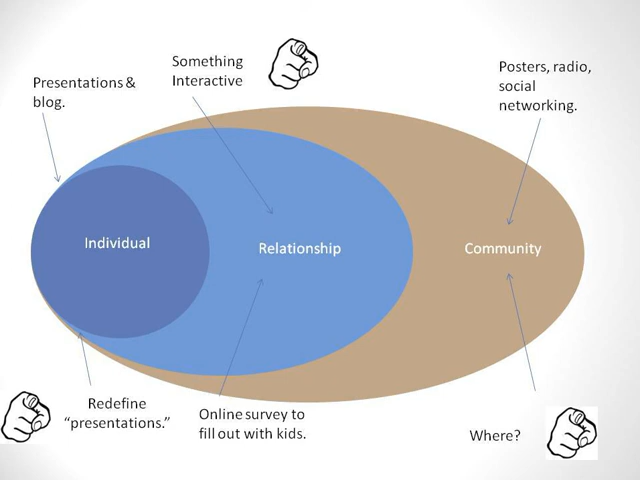 Something
Interactive
Presentations &
blog.
Posters, radio,
social
networking.
Individual
Relationship
Community
Redefine
“presentations.”
Online survey to
fill out with kids.
Where?